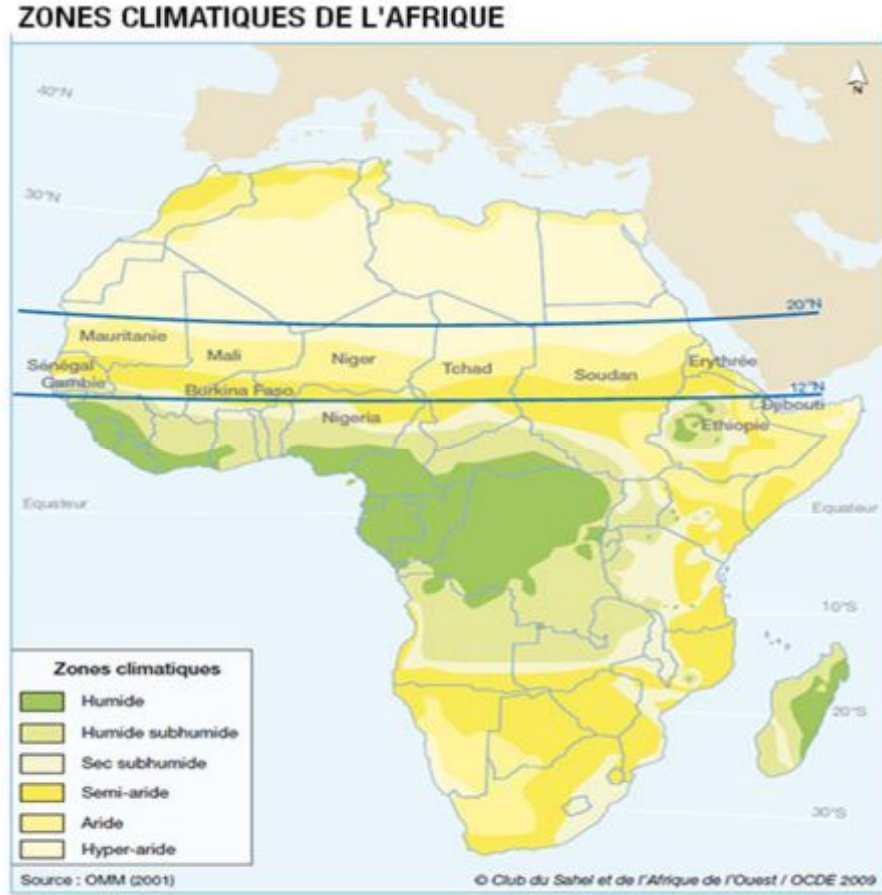 ZONES CLIMATIQUES DE L'AFRIQUE
N
40°N
30°N
20°N
Mauritanie
Mali
Niger
Tchad
Soudan
Erythrée
Sénégal
Gambie
Burkina Faso
12°N
Djibouti
Nigeria
Ethiopie
Equateur
Equateur
10°S
20°S
30°S
Zones climatiques
Humide
Humide subhumide
Sec subhumide
Semi-aride
Aride
Hyper-aride
Source : OMM (2001)
© Club du Sahel et de l'Afrique de l'Ouest / OCDE 2009